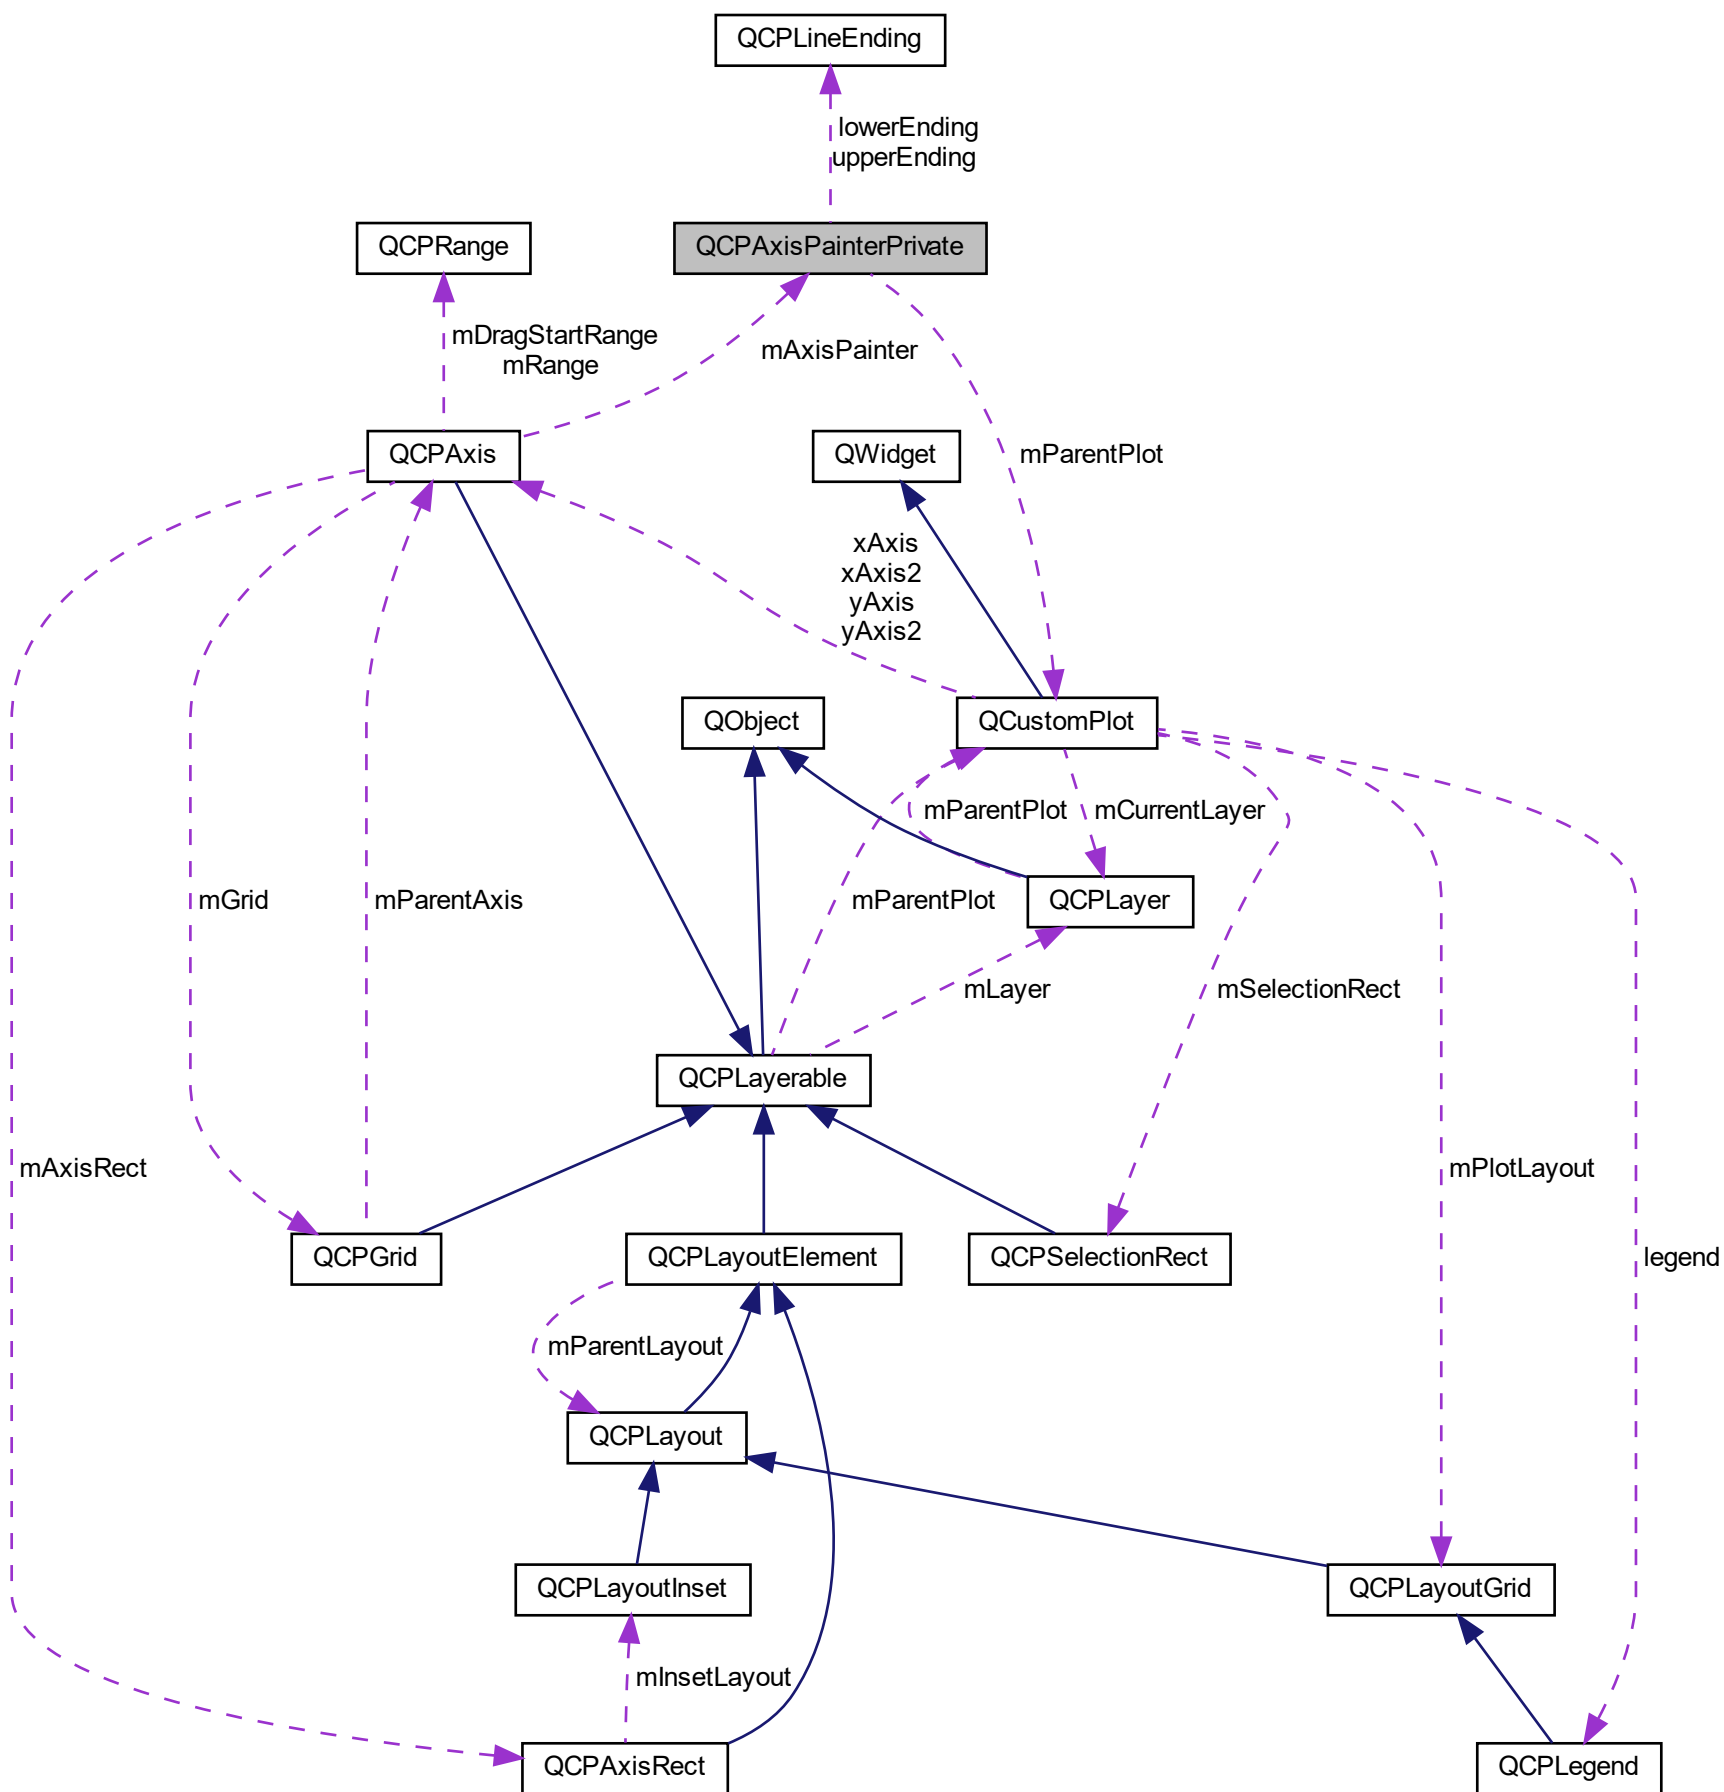 QCPLineEnding
lowerEnding
upperEnding
QCPRange
QCPAxisPainterPrivate
mDragStartRange
mRange
mAxisPainter
QCPAxis
QWidget
mParentPlot
xAxis
xAxis2
yAxis
yAxis2
QObject
QCustomPlot
mParentPlot
mCurrentLayer
mGrid
mParentAxis
mParentPlot
QCPLayer
mLayer
mSelectionRect
QCPLayerable
mAxisRect
mPlotLayout
QCPGrid
QCPLayoutElement
QCPSelectionRect
legend
mParentLayout
QCPLayout
QCPLayoutInset
QCPLayoutGrid
mInsetLayout
QCPAxisRect
QCPLegend